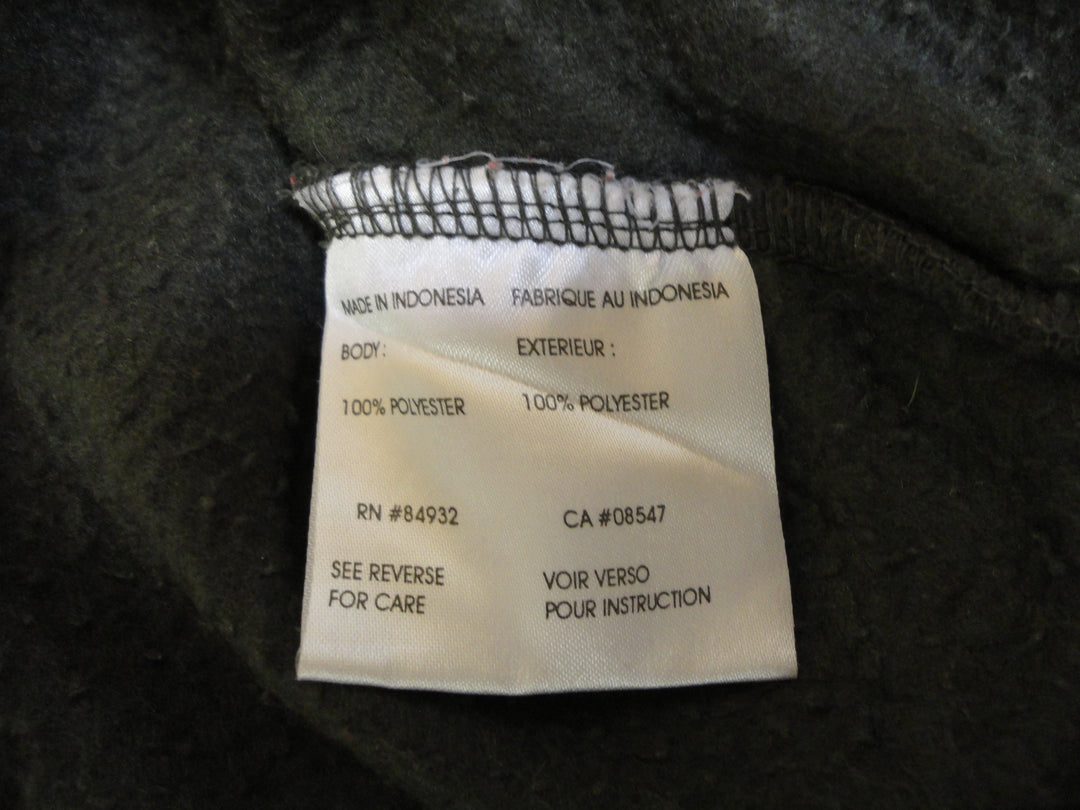 MADE IN INDONESIA FABRIQUE AU INDONESIA
BODY: EXTERIEUR :
100% POLYESTER 100% POLYESTER
RN #84932 CA #08547
SEE REVERSE VOIR VERSO
FOR CARE POUR INSTRUCTION